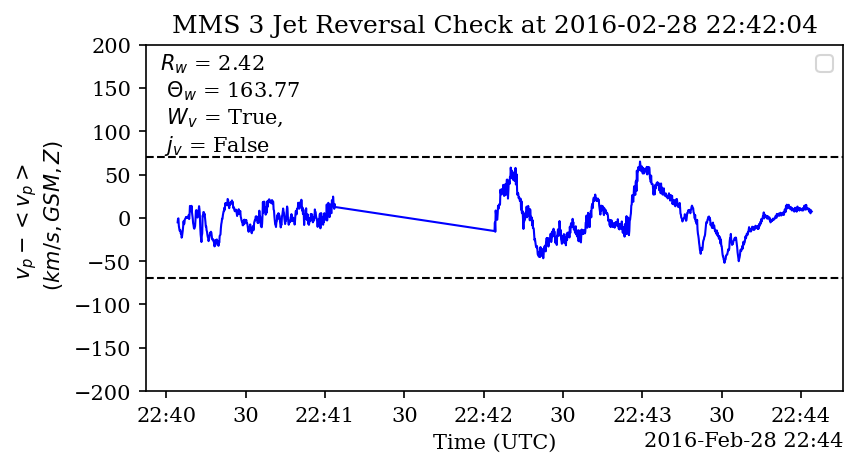 MMS 3 Jet Reversal Check at 2016-02-28 22:42:04
R_w = 2.42
Θ_w = 163.77
W_v = True,
j_v = False
v_p − < v_p >
(km/s, GSM, Z)
200
150
100
50
0
−50
−100
−150
−200
22:40 30 22:41 30 22:42 30 22:43 30 22:44
Time (UTC)
2016-Feb-28 22:44